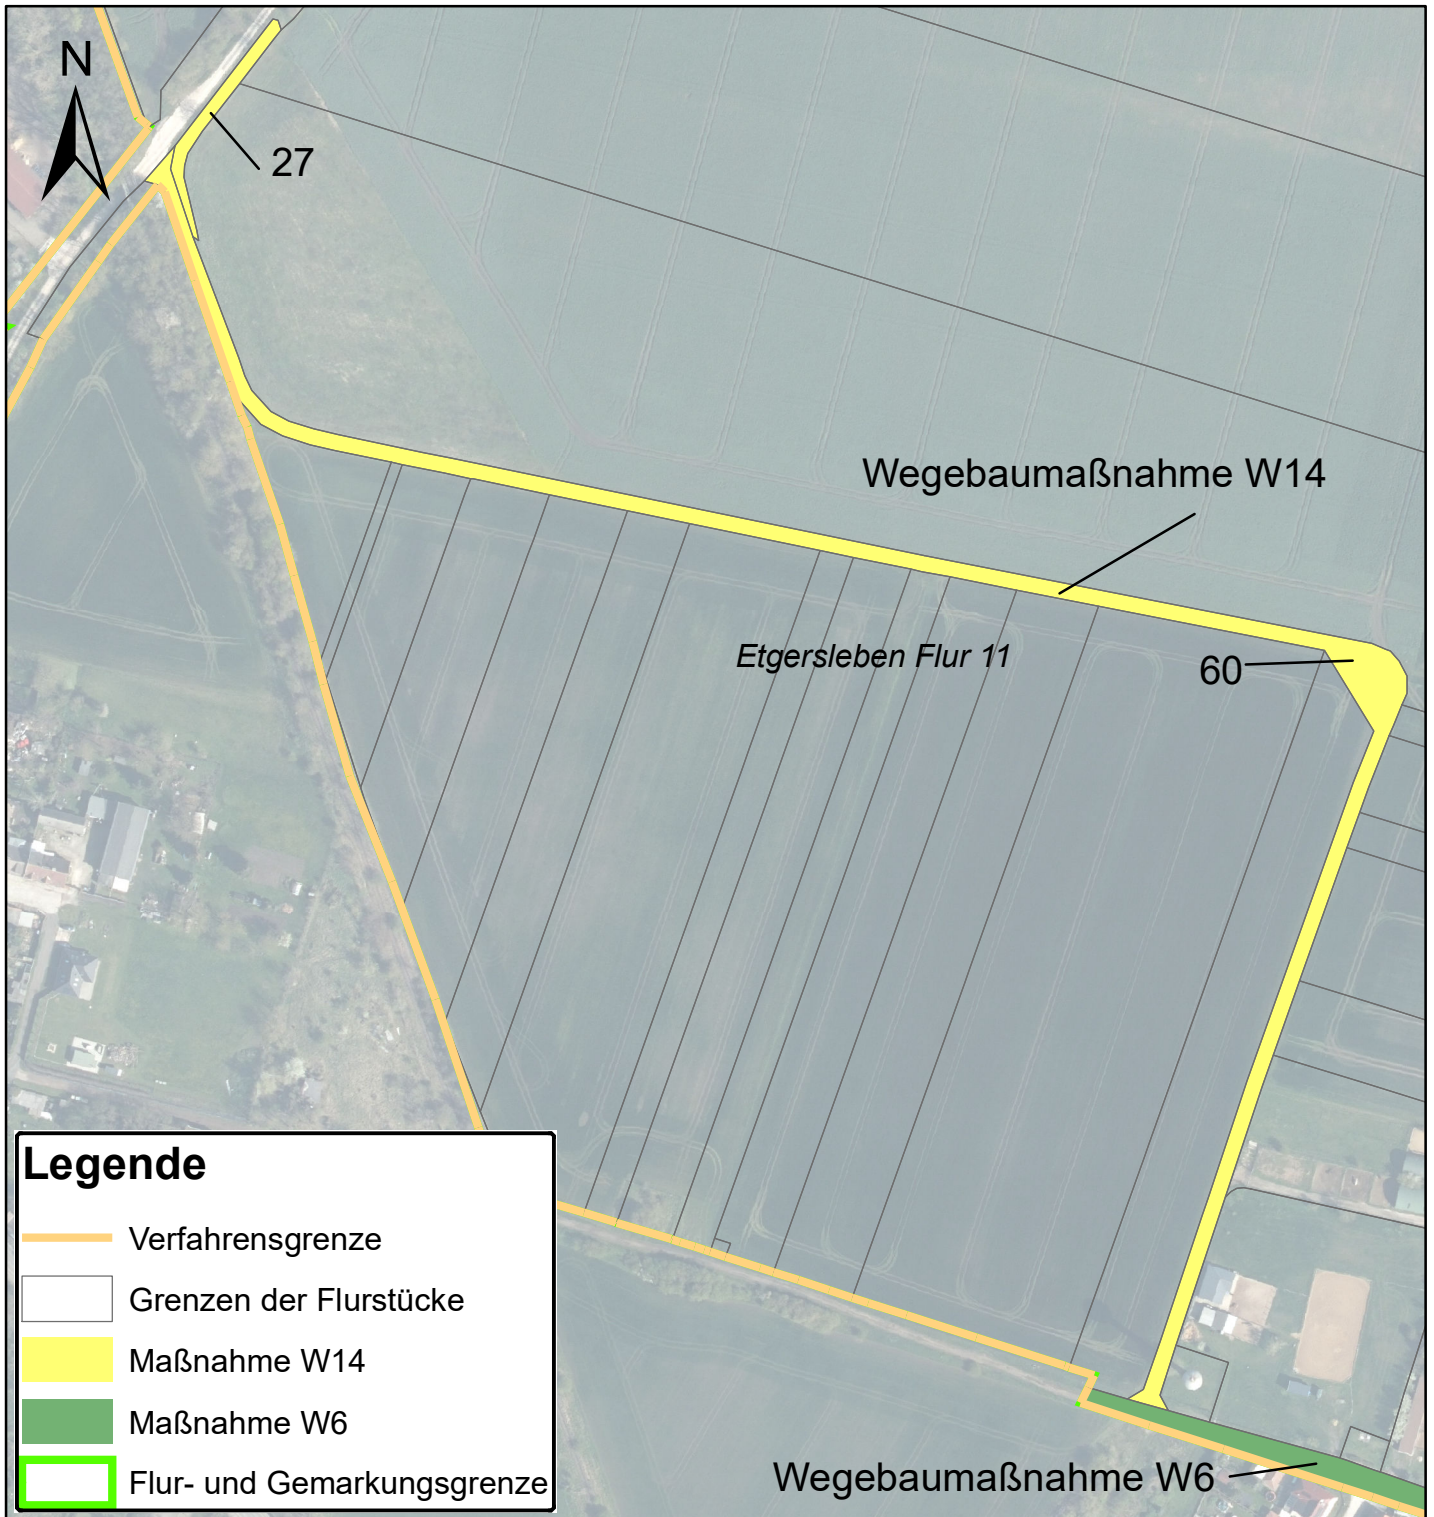 N
27
Wegebaumaßnahme W14
Etgersleben Flur 11
60
Legende
Verfahrensgrenze
Grenzen der Flurstücke
Maßnahme W14
Maßnahme W6
Flur- und Gemarkungsgrenze
Wegebaumaßnahme W6